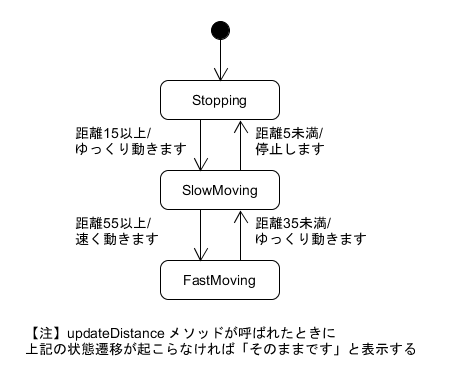 Stopping
距離15以上/
ゆっくり動きます
距離5未満/
停止します
SlowMoving
距離55以上/
速く動きます
距離35未満/
ゆっくり動きます
FastMoving
【注】updateDistance メソッドが呼ばれたときに
上記の状態遷移が起こらなければ「そのままです」と表示する